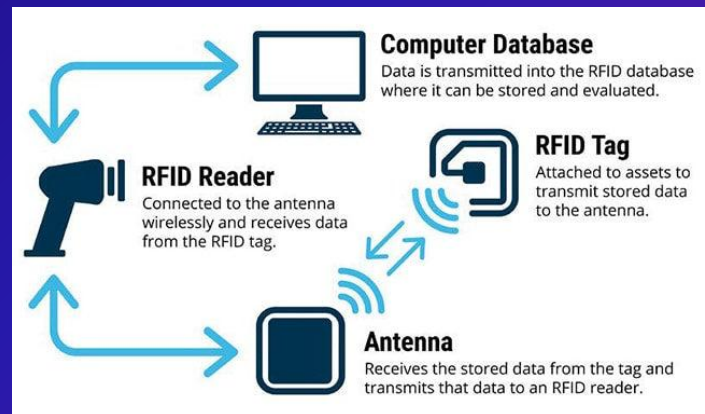 Computer Database
Data is transmitted into the RFID database
where it can be stored and evaluated.
RFID Tag
Attached to assets to
transmit stored data
to the antenna.
RFID Reader
Connected to the antenna
wirelessly and receives data
from the RFID tag.
Antenna
Receives the stored data from the tag and
transmits that data to an RFID reader.